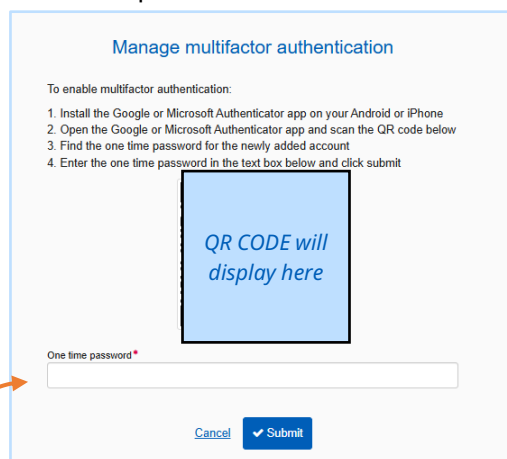 Manage multifactor authentication
To enable multifactor authentication:
1. Install the Google or Microsoft Authenticator app on your Android or iPhone
2. Open the Google or Microsoft Authenticator app and scan the QR code below
3. Find the one time password for the newly added account
4. Enter the one time password in the text box below and click submit
QR CODE will
display here
One time password*
Cancel
Submit